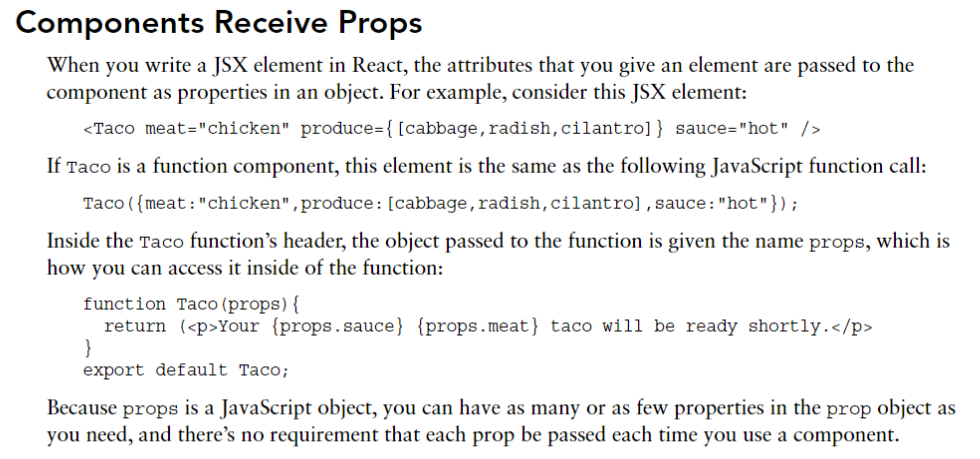 Components Receive Props
When you write a JSX element in React, the attributes that you give an element are passed to the
component as properties in an object. For example, consider this JSX element:
<Taco meat="chicken" produce={[cabbage,radish,cilantro]} sauce="hot" />
If Taco is a function component, this element is the same as the following JavaScript function call:
Taco({meat:"chicken",produce:[cabbage,radish,cilantro],sauce:"hot"});
Inside the Taco function’s header, the object passed to the function is given the name props, which is
how you can access it inside of the function:
function Taco(props){
  return (<p>Your {props.sauce} {props.meat} taco will be ready shortly.</p>
}
export default Taco;
Because props is a JavaScript object, you can have as many or as few properties in the prop object as
you need, and there’s no requirement that each prop be passed each time you use a component.